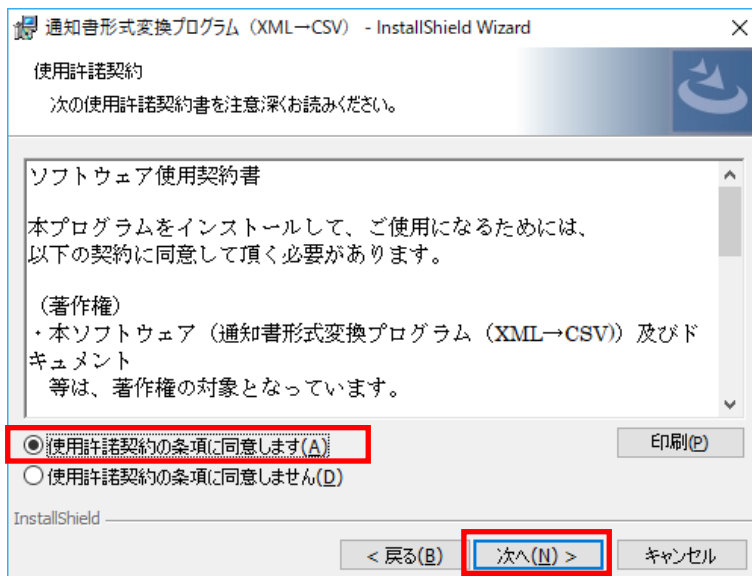 通知書形式変換プログラム（XML→CSV） - InstallShield Wizard
使用許諾契約
次の使用許諾契約書を注意深くお読みください。
ソフトウェア使用契約書
本プログラムをインストールして、ご使用になるためには、
以下の契約に同意して頂く必要があります。
（著作権）
・本ソフトウェア（通知書形式変換プログラム（XML→CSV)）及びド
キュメント
等は、著作権の対象となっています。
使用許諾契約の条項に同意します(A)
印刷(P)
使用許諾契約の条項に同意しません(D)
InstallShield
< 戻る(B)
次へ(N) >
キャンセル